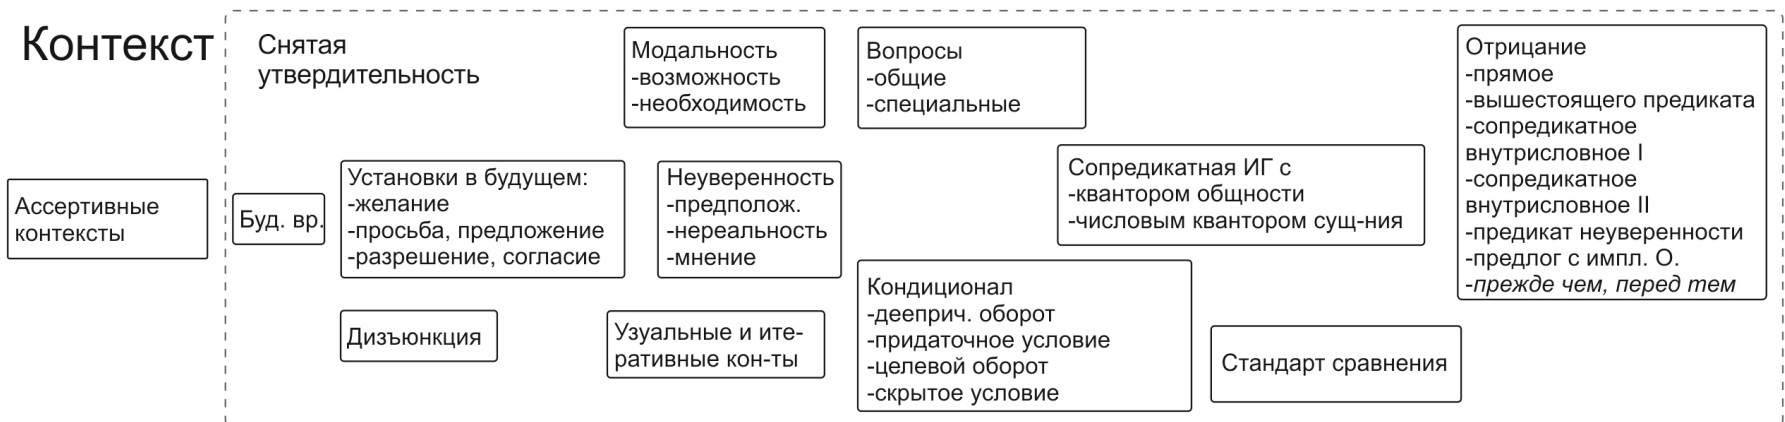 Контекст
Снятая
утвердительность
Модальность
-возможность
-необходимость
Вопросы
-общие
-специальные
Отрицание
-прямое
-вышестоящего предиката
-сопредикатное
внутрисловное I
-сопредикатное
внутрисловное II
-предикат неуверенности
-предлог с импл. О.
-прежде чем, перед тем
Ассертивные
контексты
Буд. вр.
Установки в будущем:
-желание
-просьба, предложение
-разрешение, согласие
Неуверенность
-предполож.
-нереальность
-мнение
Сопредикатная ИГ с
-квантором общности
-числовым квантором сущ-ния
Дизъюнкция
Узуальные и ите-
ративные кон-ты
Кондиционал
-дееприч. оборот
-придаточное условие
-целевой оборот
-скрытое условие
Стандарт сравнения